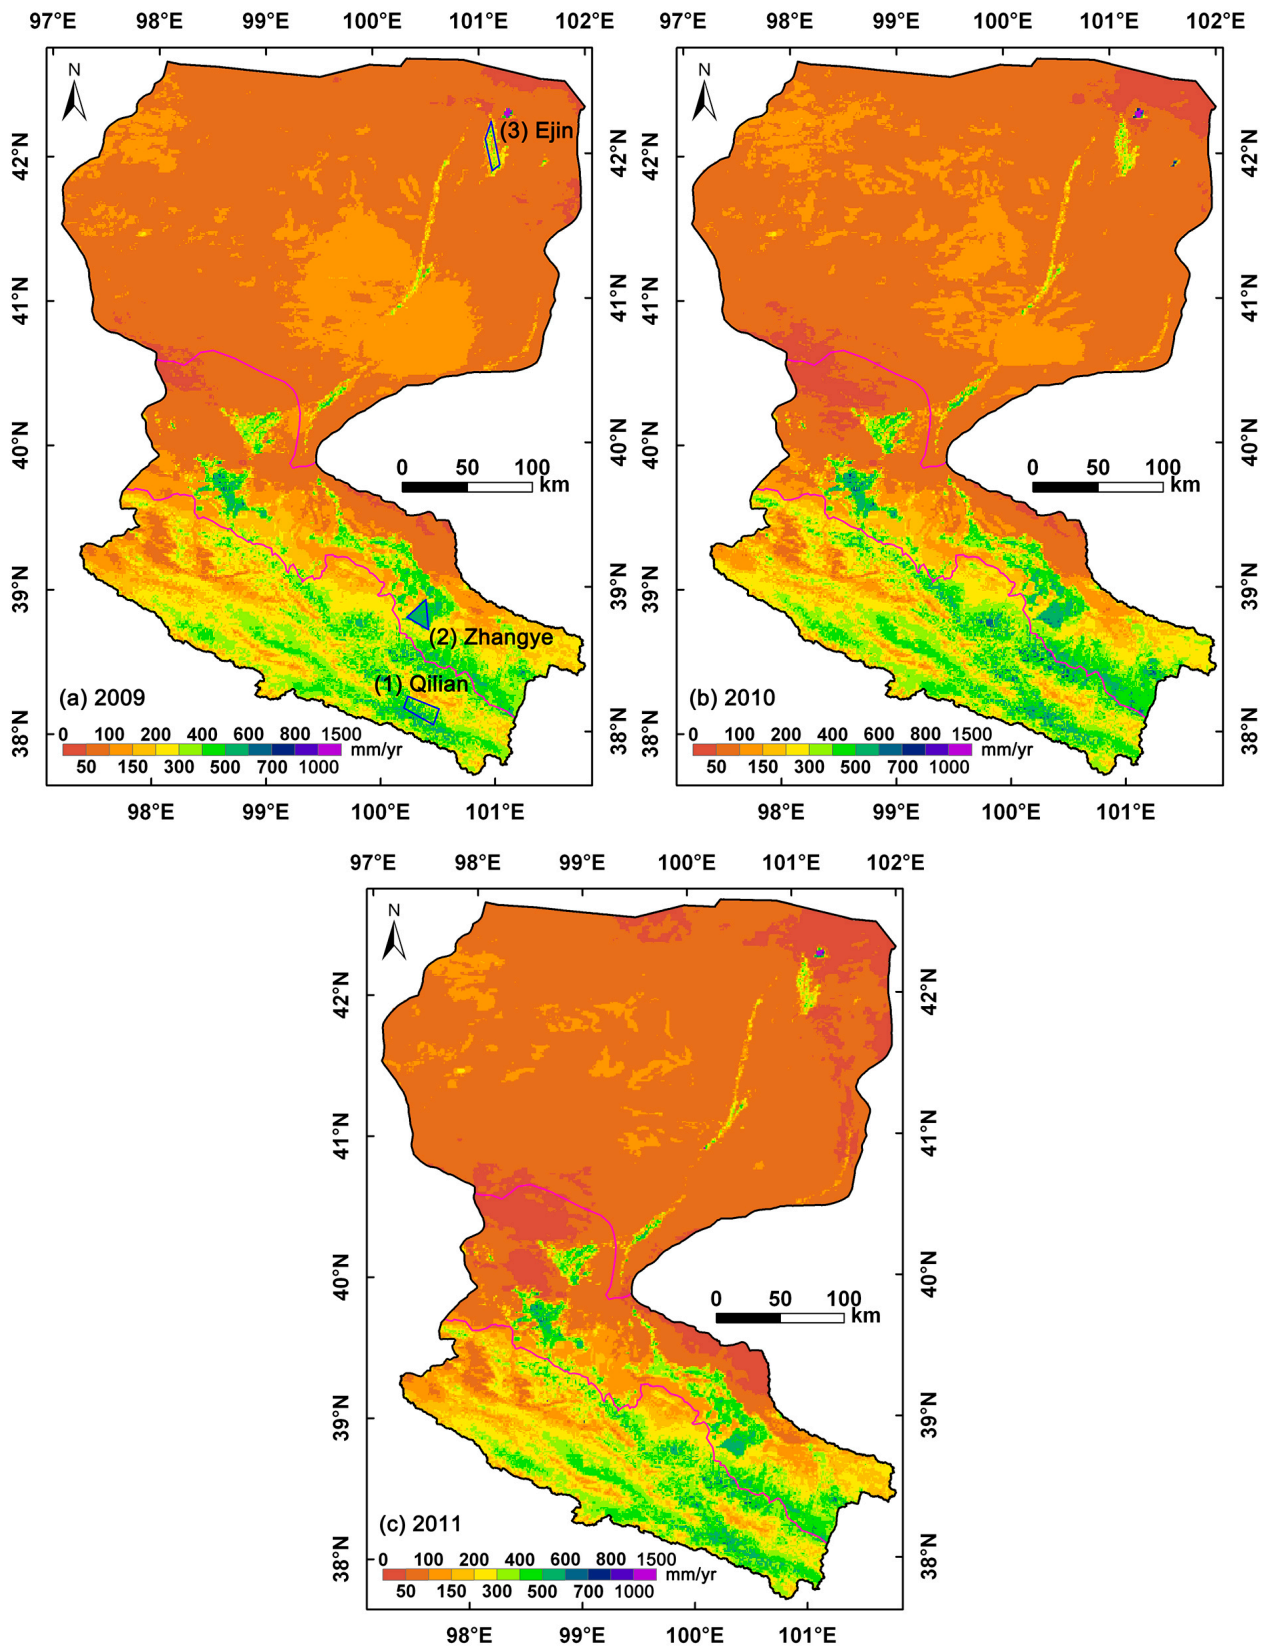 97°E 98°E 99°E 100°E 101°E 102°E
97°E 98°E 99°E 100°E 101°E 102°E
N
N
(3) Ejin
42°N 42°N 42°N 42°N
41°N 41°N 41°N 41°N
40°N 40°N 40°N 40°N
0 50 100
km
0 50 100
km
39°N 39°N 39°N 39°N
(2) Zhangye
(1) Qilian
(a) 2009
(b) 2010
38°N 38°N 38°N 38°N
0 100 200 400 600 800 1500
mm/yr
50 150 300 500 700 1000
0 100 200 400 600 800 1500
mm/yr
50 150 300 500 700 1000
98°E 99°E 100°E 101°E
98°E 99°E 100°E 101°E
97°E 98°E 99°E 100°E 101°E 102°E
N
42°N 42°N
41°N 41°N
40°N 40°N
0 50 100
km
39°N 39°N
(c) 2011
38°N 38°N
0 100 200 400 600 800 1500
mm/yr
50 150 300 500 700 1000
98°E 99°E 100°E 101°E